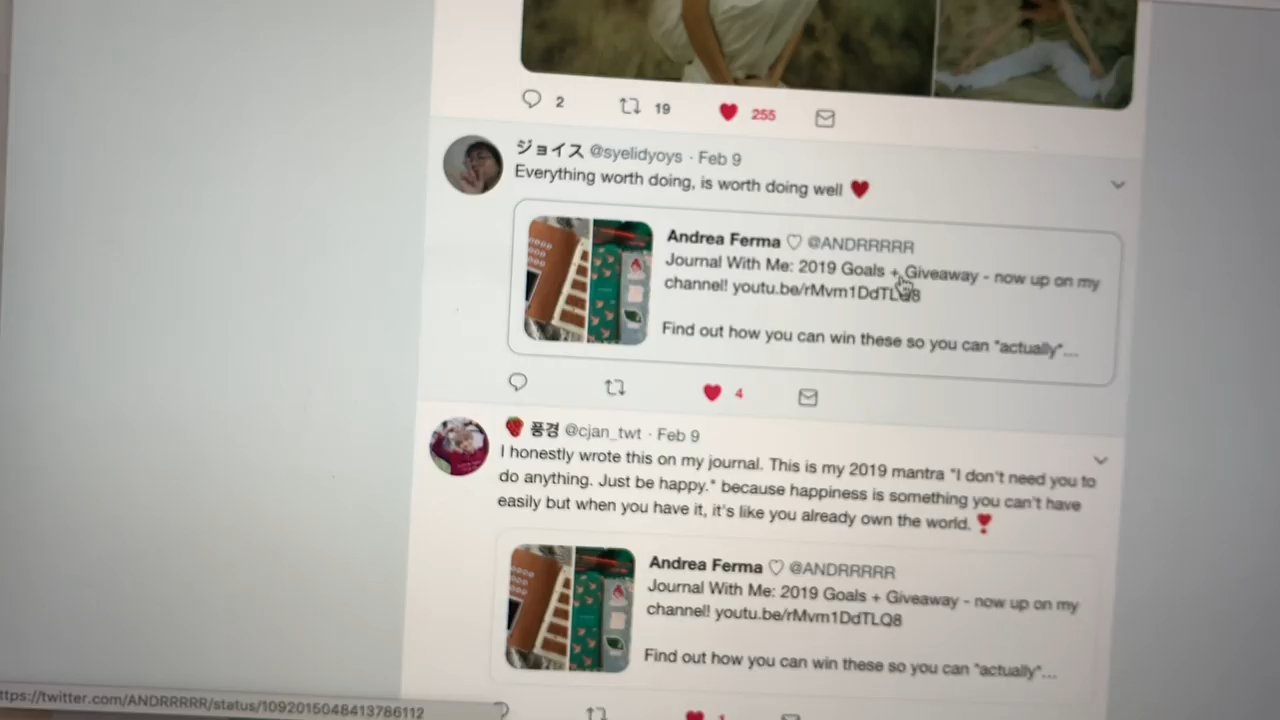 2 19 255
ジョイス @syelidyoys · Feb 9
Everything worth doing, is worth doing well ♥
Andrea Ferma ♡ @ANDRRRRR
Journal With Me: 2019 Goals + Giveaway - now up on my
channel! youtu.be/rMvm1DdTLQ8
Find out how you can win these so you can "actually"...
4
🍓 풍경 @cjan_twt · Feb 9
I honestly wrote this on my journal. This is my 2019 mantra "I don't need you to
do anything. Just be happy." because happiness is something you can't have
easily but when you have it, it's like you already own the world. ❣
Andrea Ferma ♡ @ANDRRRRR
Journal With Me: 2019 Goals + Giveaway - now up on my
channel! youtu.be/rMvm1DdTLQ8
Find out how you can win these so you can "actually"...
1
ttps://twitter.com/ANDRRRRR/status/1092015048413786112